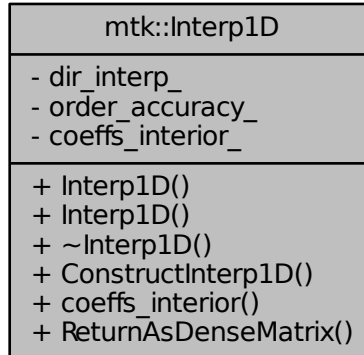 mtk::Interp1D
- dir_interp_
- order_accuracy_
- coeffs_interior_
+ Interp1D()
+ Interp1D()
+ ~Interp1D()
+ ConstructInterp1D()
+ coeffs_interior()
+ ReturnAsDenseMatrix()